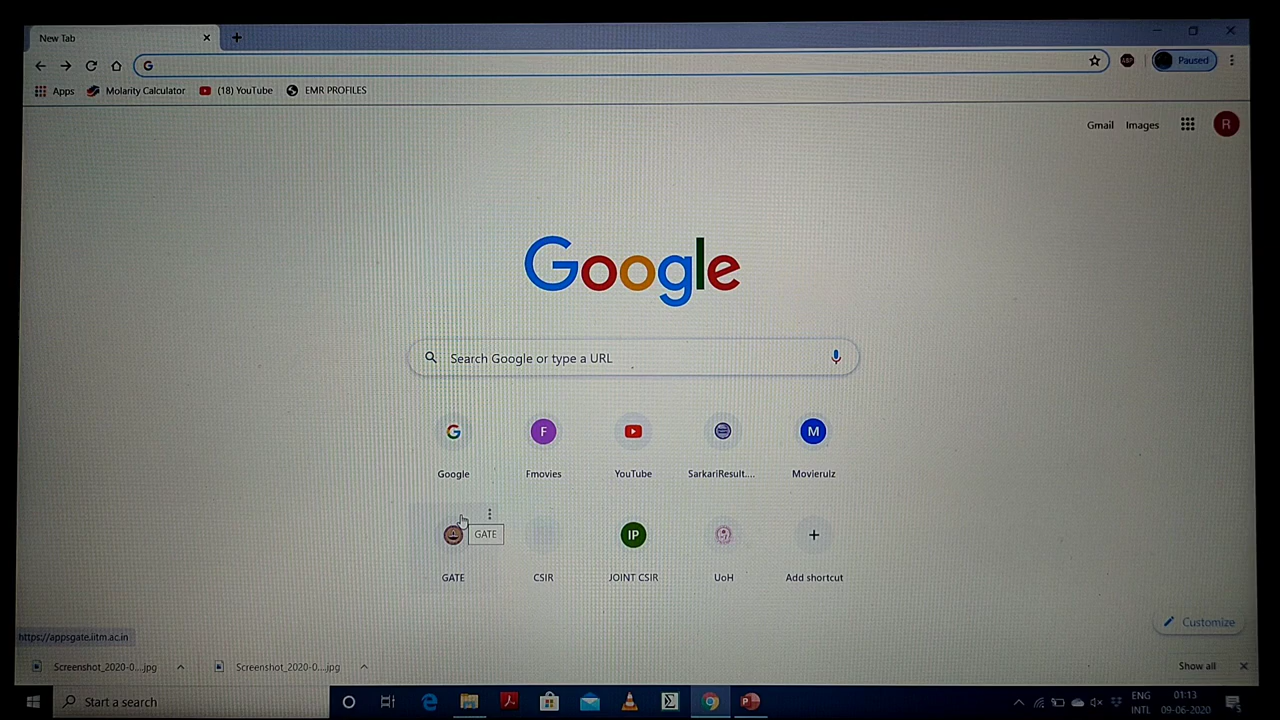 New Tab
Paused
ABP
Apps Molarity Calculator (18) YouTube EMR PROFILES
Gmail Images R
Google
Search Google or type a URL
F M
Google Fmovies YouTube SarkariResult.... Movierulz
GATE
IP
GATE CSIR JOINT CSIR UoH Add shortcut
Customize
https://appsgate.iitm.ac.in
Screenshot_2020-0....jpg Screenshot_2020-0....jpg Show all
Start a search
ENG 01:13
INTL 09-06-2020